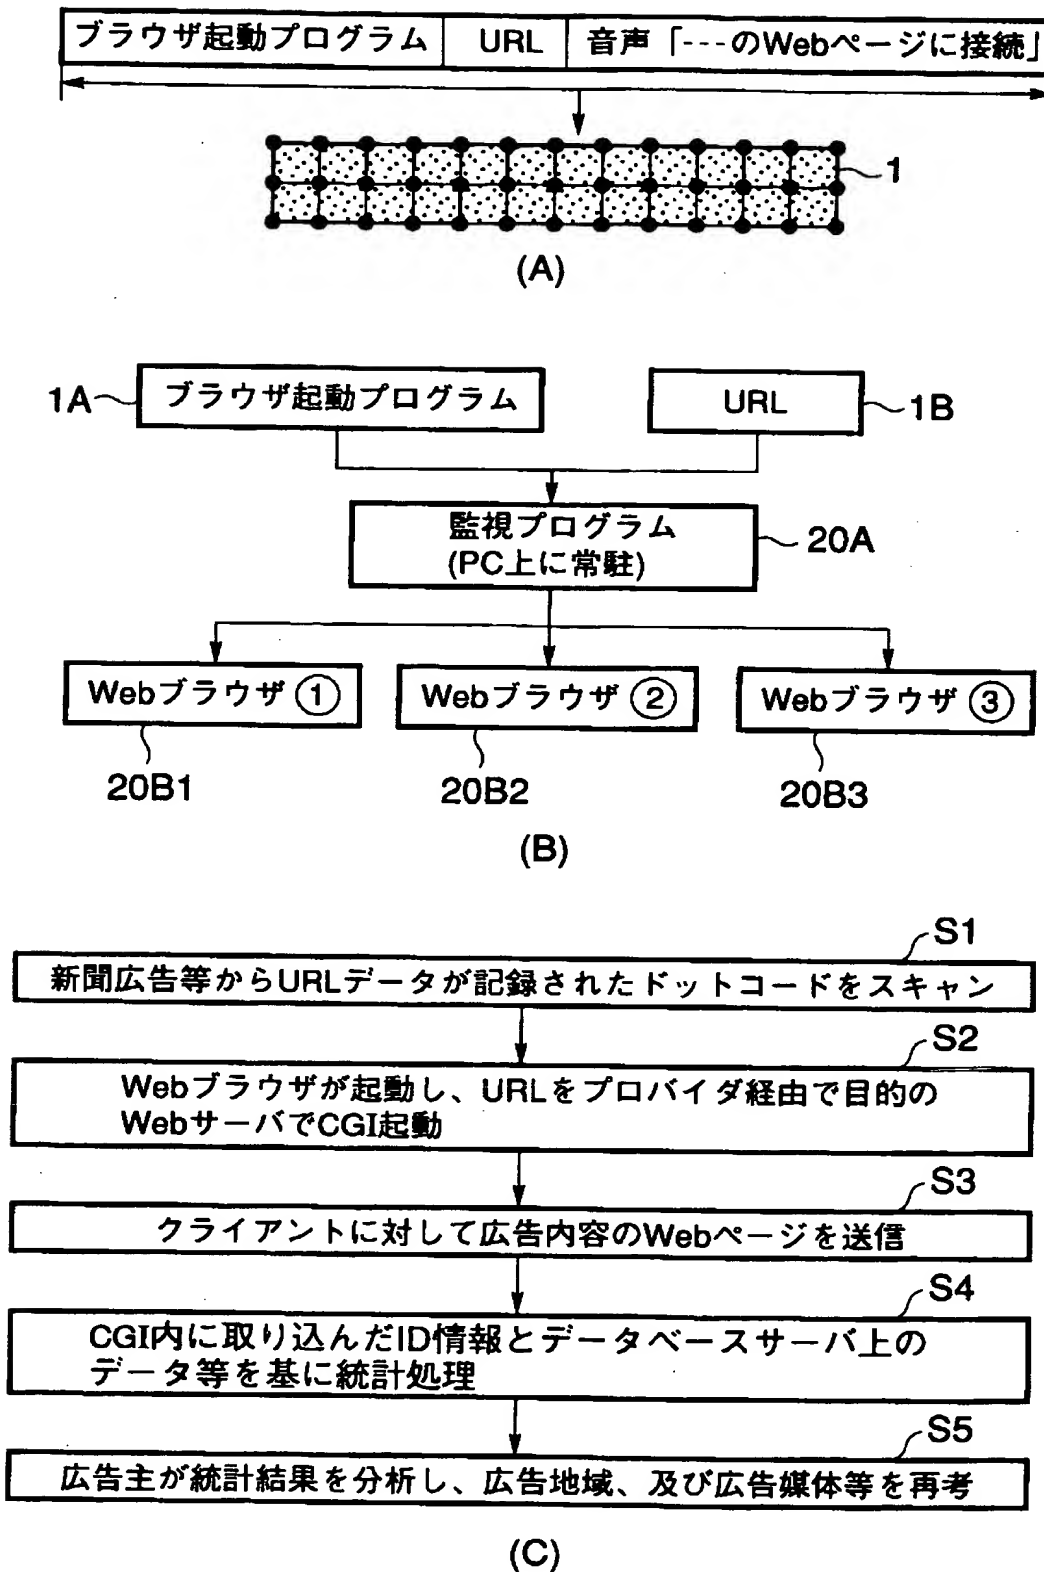 ブラウザ起動プログラム URL 音声「---のWebページに接続」
1
(A)
1A ブラウザ起動プログラム URL 1B
監視プログラム
(PC上に常駐)
20A
Webブラウザ① Webブラウザ② Webブラウザ③
20B1 20B2 20B3
(B)
S1
新聞広告等からURLデータが記録されたドットコードをスキャン
S2
Webブラウザが起動し、URLをプロバイダ経由で目的の
WebサーバでCGI起動
S3
クライアントに対して広告内容のWebページを送信
S4
CGI内に取り込んだID情報とデータベースサーバ上の
データ等を基に統計処理
S5
広告主が統計結果を分析し、広告地域、及び広告媒体等を再考
(C)